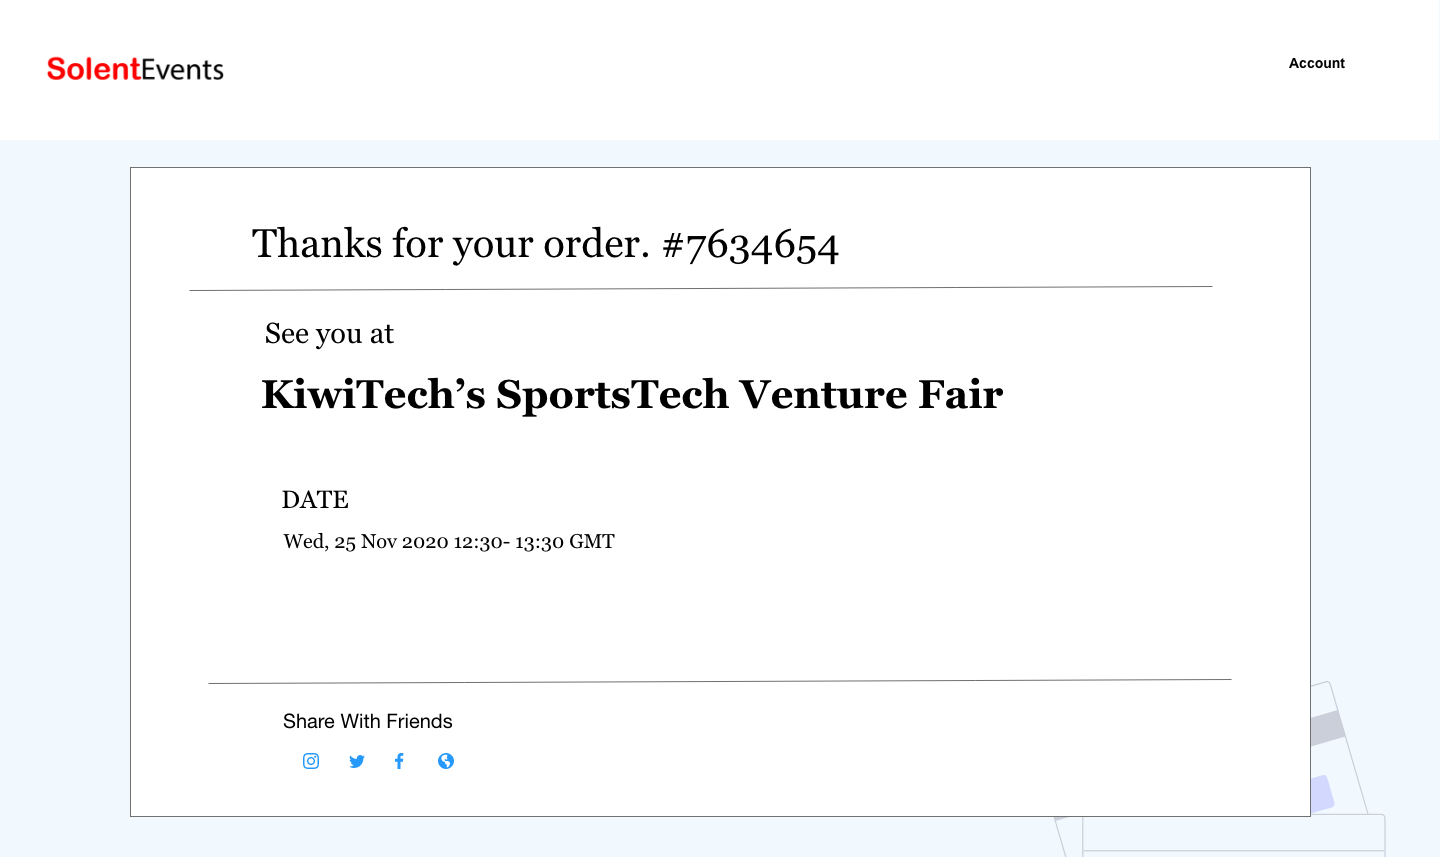 SolentEvents
Account
Thanks for your order. #7634654
See you at
KiwiTech’s SportsTech Venture Fair
DATE
Wed, 25 Nov 2020 12:30- 13:30 GMT
Share With Friends